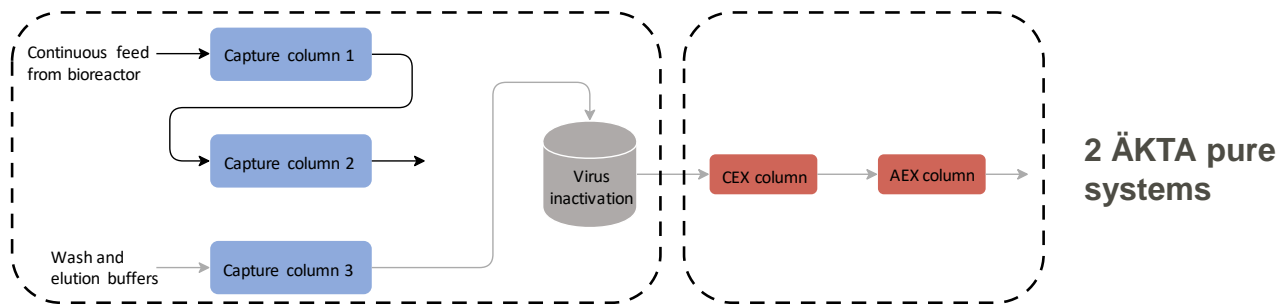 Continuous feed
from bioreactor
Capture column 1
Capture column 2
Virus
inactivation
CEX column
AEX column
2 ÄKTA pure
systems
Wash and
elution buffers
Capture column 3